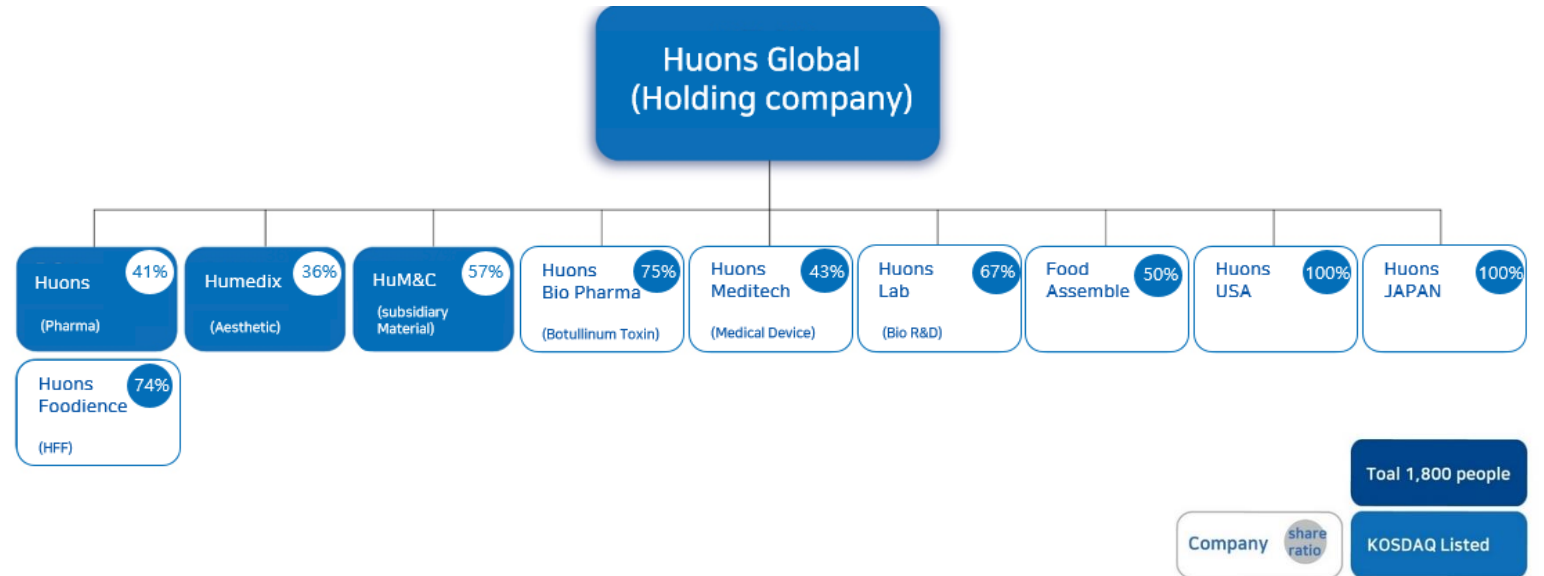 Huons Global
(Holding company)
Huons
41%
(Pharma)
Humedix
36%
(Aesthetic)
HuM&C
57%
(subsidiary
Material)
Huons
Bio Pharma
75%
(Botullinum Toxin)
Huons
Meditech
43%
(Medical Device)
Huons
Lab
67%
(Bio R&D)
Food
Assemble
50%
Huons
USA
100%
Huons
JAPAN
100%
Huons
Foodience
74%
(HFF)
Toal 1,800 people
Company
share
ratio
KOSDAQ Listed